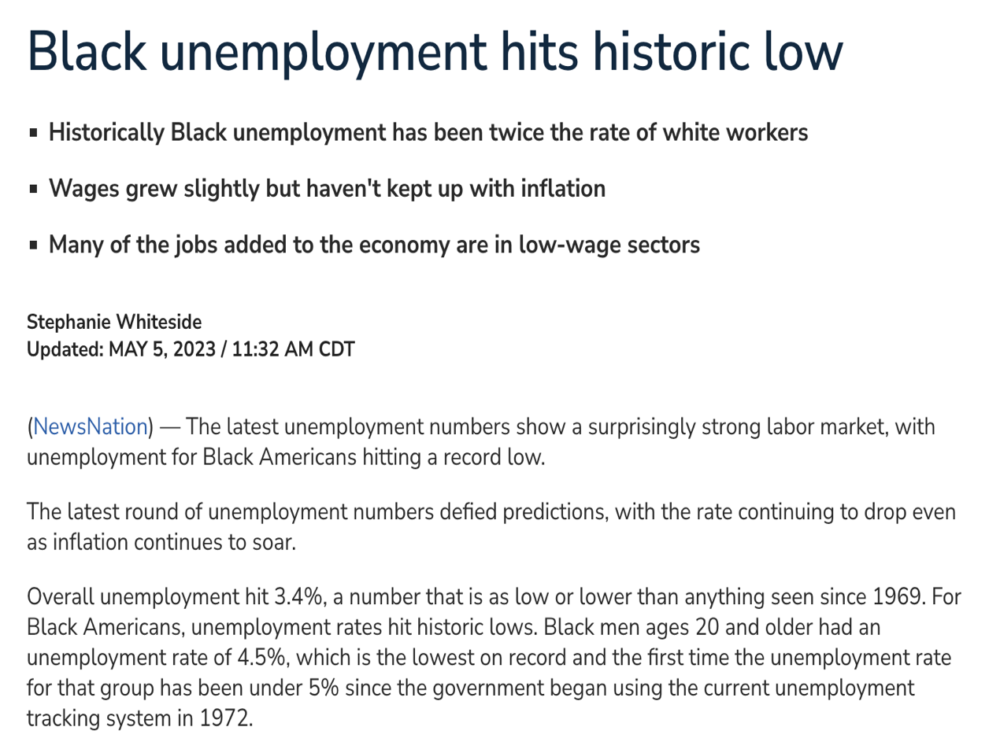 Black unemployment hits historic low
▪ Historically Black unemployment has been twice the rate of white workers
▪ Wages grew slightly but haven't kept up with inflation
▪ Many of the jobs added to the economy are in low-wage sectors
Stephanie Whiteside
Updated: MAY 5, 2023 / 11:32 AM CDT
(NewsNation) — The latest unemployment numbers show a surprisingly strong labor market, with
unemployment for Black Americans hitting a record low.
The latest round of unemployment numbers defied predictions, with the rate continuing to drop even
as inflation continues to soar.
Overall unemployment hit 3.4%, a number that is as low or lower than anything seen since 1969. For
Black Americans, unemployment rates hit historic lows. Black men ages 20 and older had an
unemployment rate of 4.5%, which is the lowest on record and the first time the unemployment rate
for that group has been under 5% since the government began using the current unemployment
tracking system in 1972.